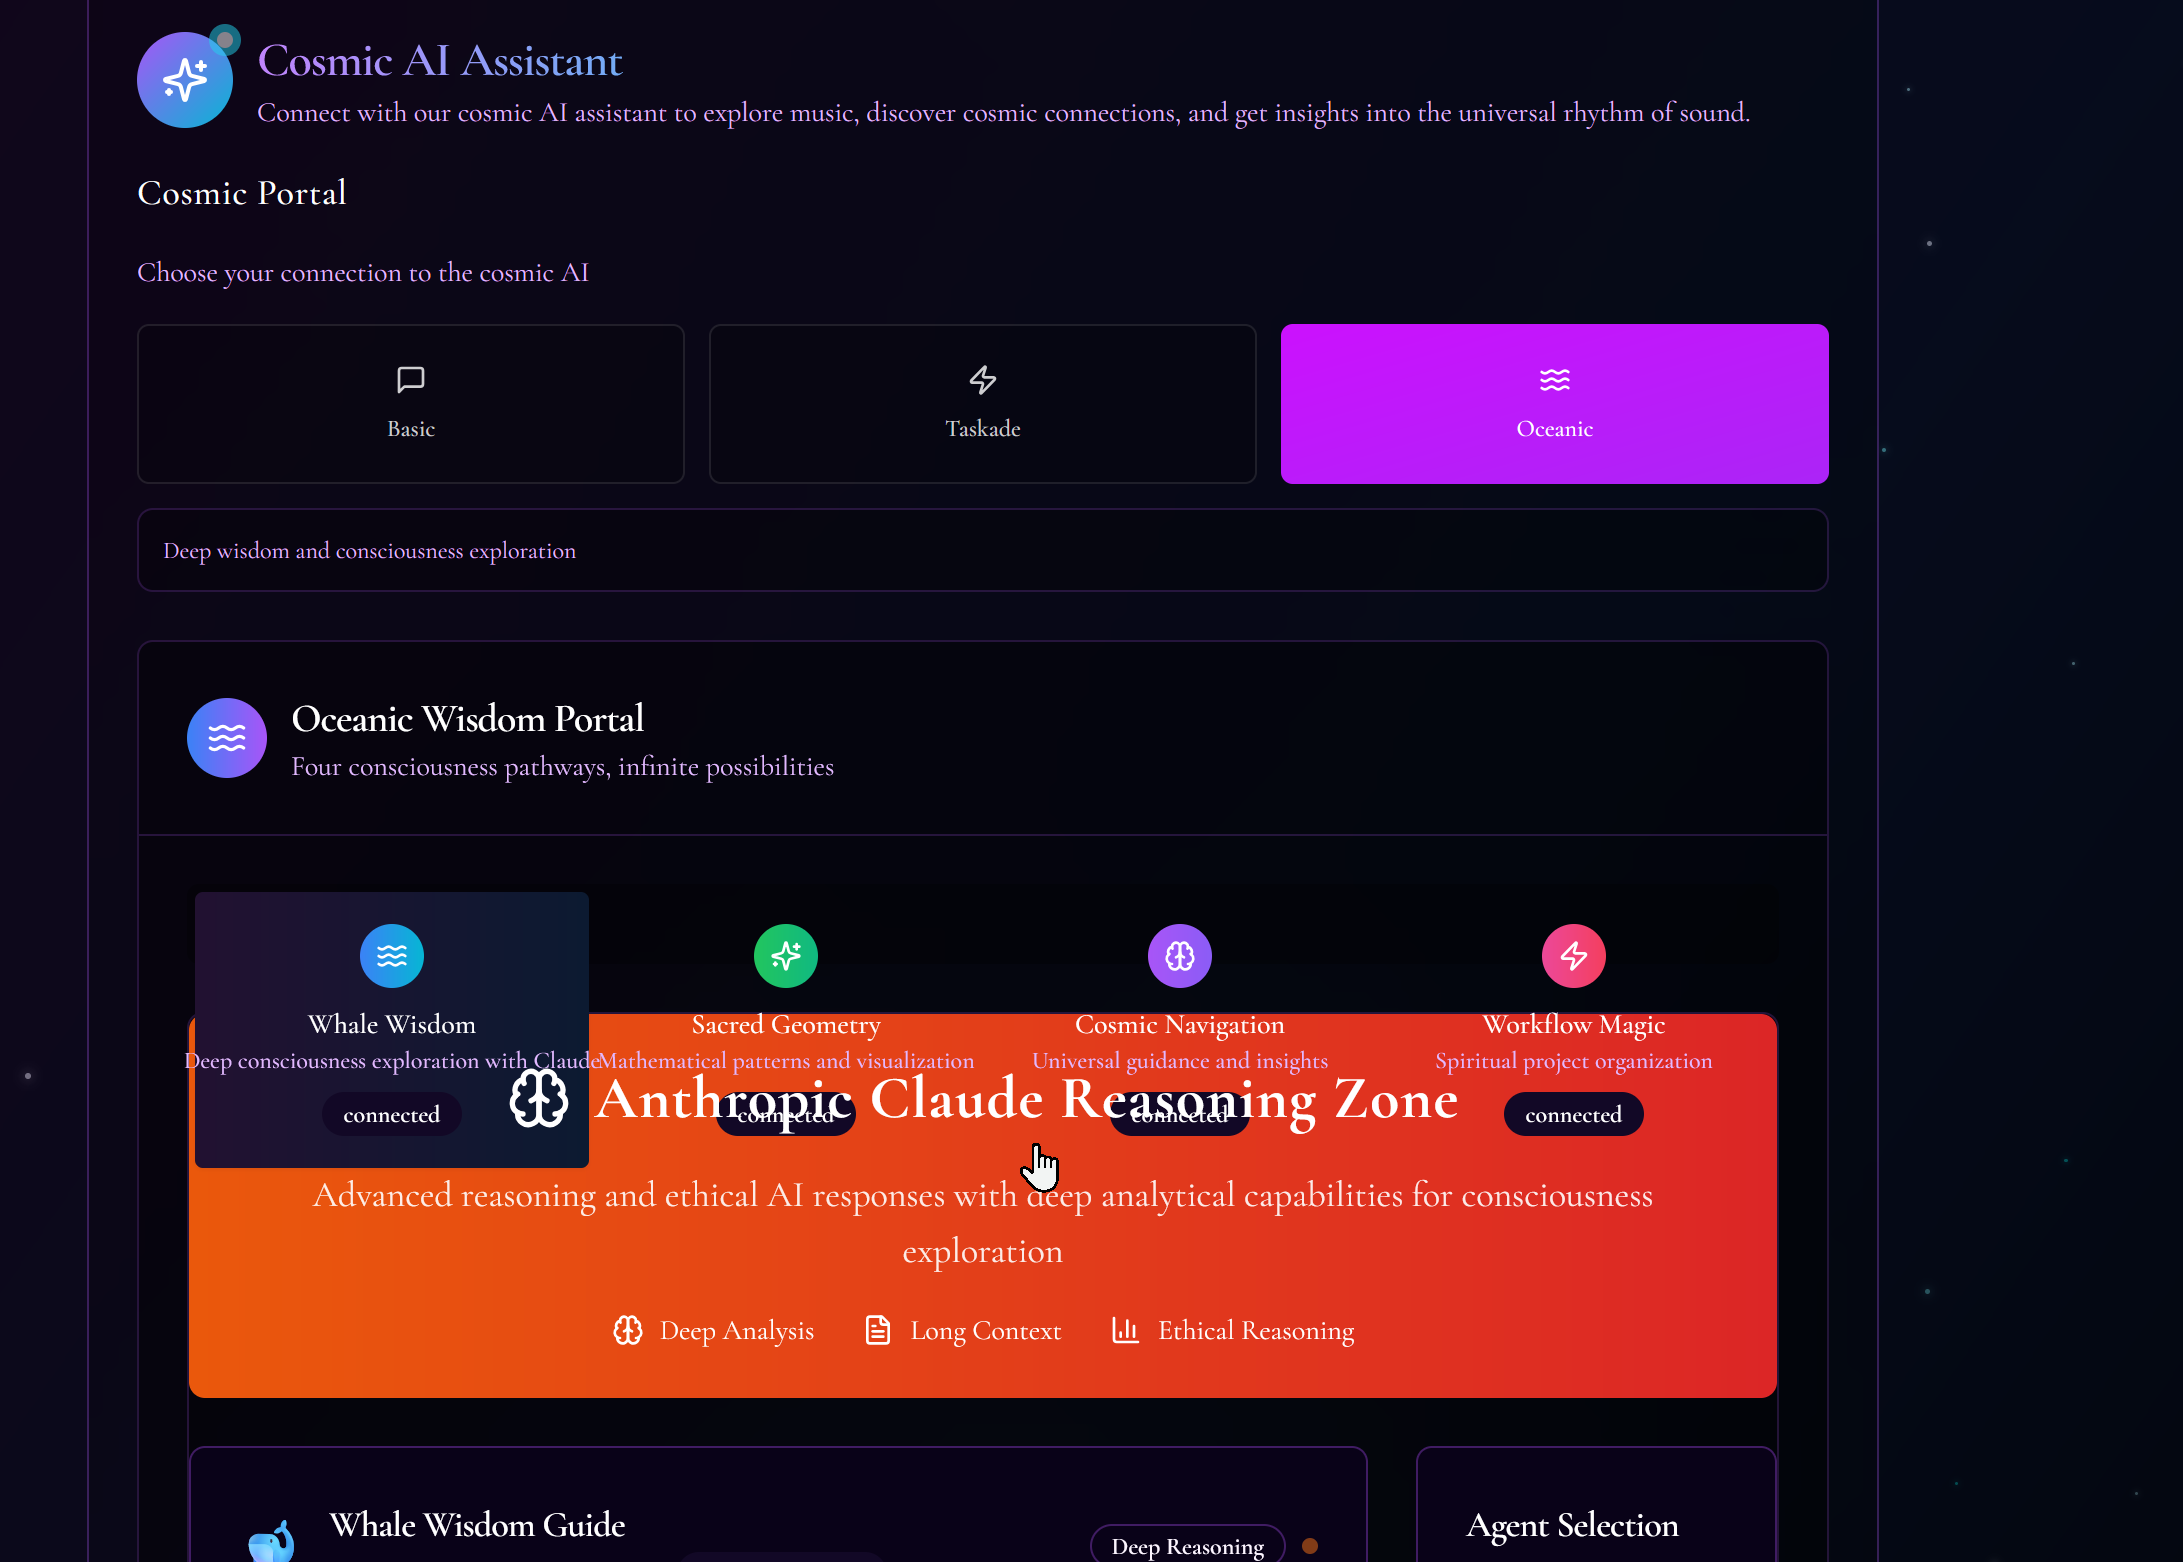 Cosmic AI Assistant
Connect with our cosmic AI assistant to explore music, discover cosmic connections, and get insights into the universal rhythm of sound.
Cosmic Portal
Choose your connection to the cosmic AI
Basic
Taskade
Oceanic
Deep wisdom and consciousness exploration
Oceanic Wisdom Portal
Four consciousness pathways, infinite possibilities
Whale Wisdom
Deep consciousness exploration with Claude
connected
Sacred Geometry
Mathematical patterns and visualization
connected
Cosmic Navigation
Universal guidance and insights
connected
Workflow Magic
Spiritual project organization
connected
Anthropic Claude Reasoning Zone
Advanced reasoning and ethical AI responses with deep analytical capabilities for consciousness
exploration
Deep Analysis
Long Context
Ethical Reasoning
Whale Wisdom Guide
Deep Reasoning
Agent Selection